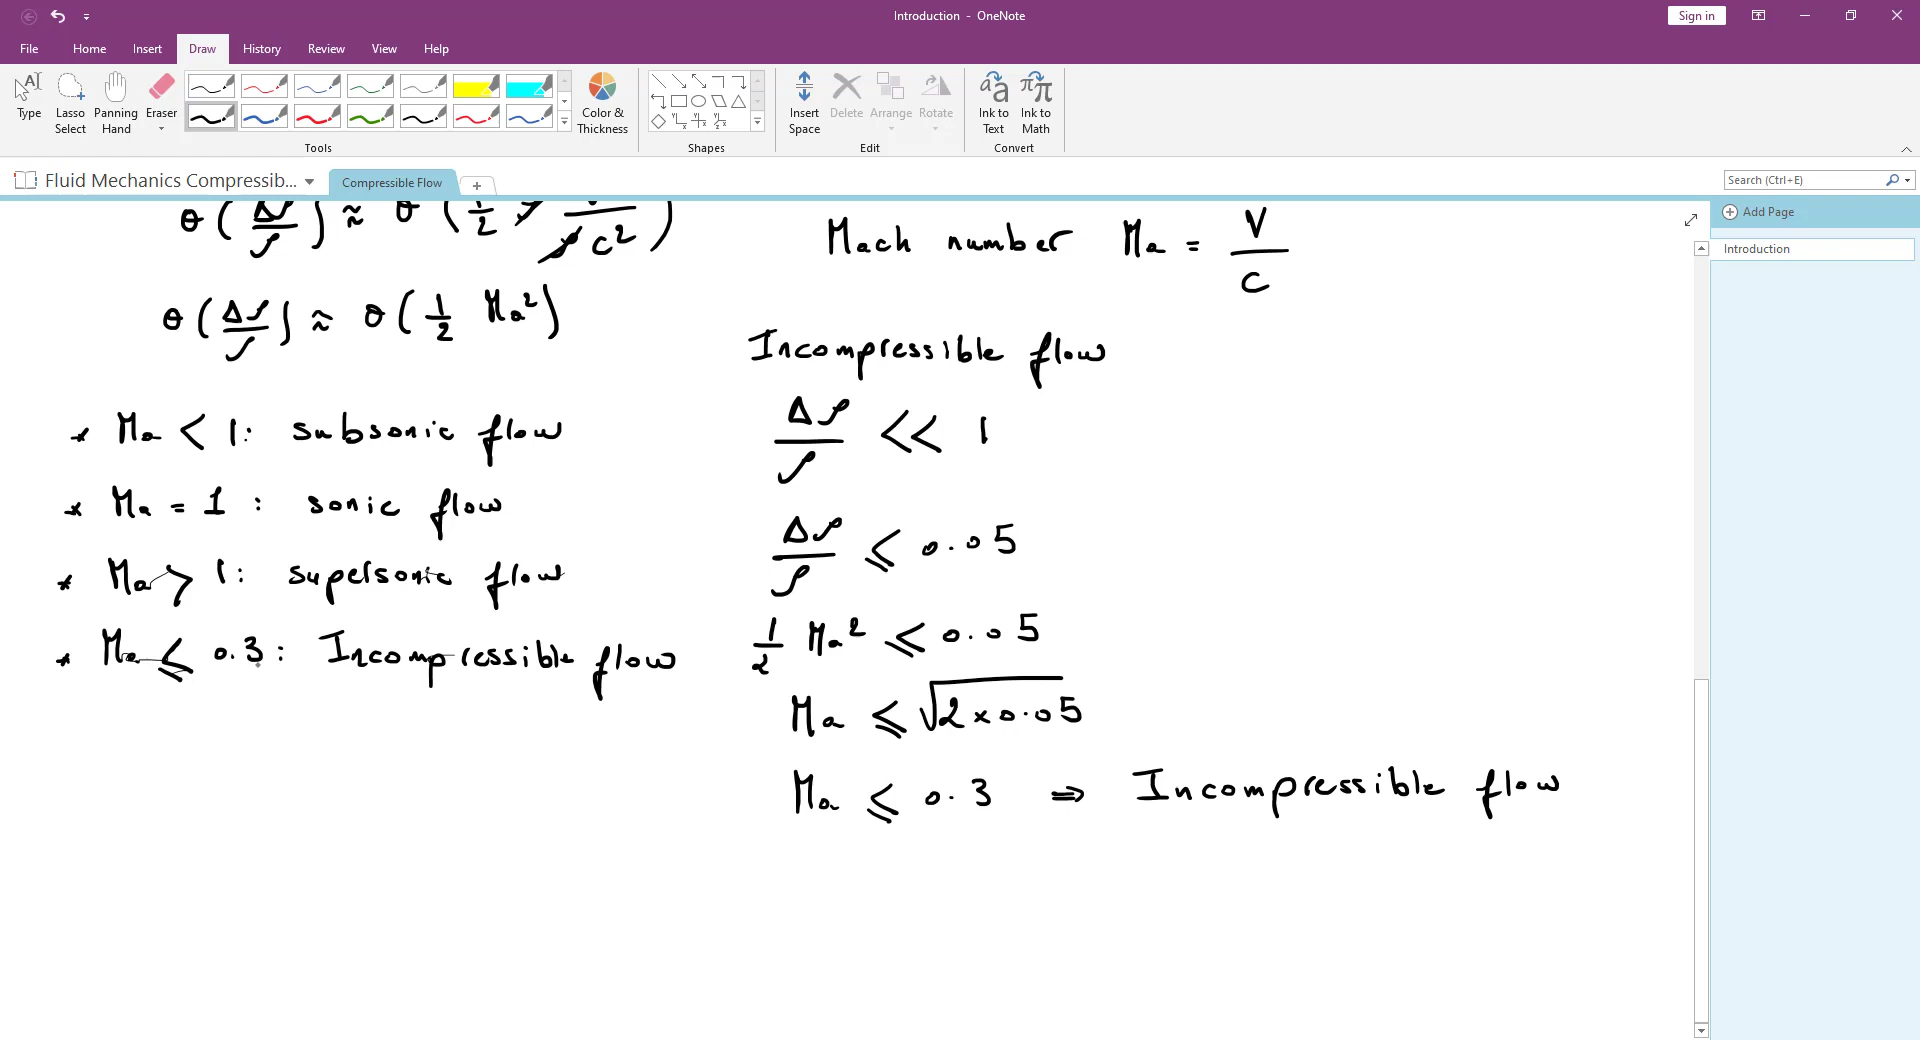 Introduction - OneNote
Sign in
File Home Insert Draw History Review View Help
Type
Lasso Select
Panning Hand
Eraser
Color & Thickness
Insert Space
Delete
Arrange
Rotate
Ink to Text
Ink to Math
Tools
Shapes
Edit
Convert
Fluid Mechanics Compressib...
Compressible Flow
Search (Ctrl+E)
Add Page
Introduction
θ(Δρ/ρ) ≈ θ(1/2 ρ /ρc²)
θ(Δρ/ρ) ≈ θ(1/2 Ma²)
* Ma < 1: subsonic flow
* Ma = 1: sonic flow
* Ma > 1: supersonic flow
* Ma ≤ 0.3: Incompressible flow
Mach number Ma = V/c
Incompressible flow
Δρ/ρ << 1
Δρ/ρ ≤ 0.05
1/2 Ma² ≤ 0.05
Ma ≤ √2×0.05
Ma ≤ 0.3 ⇒ Incompressible flow